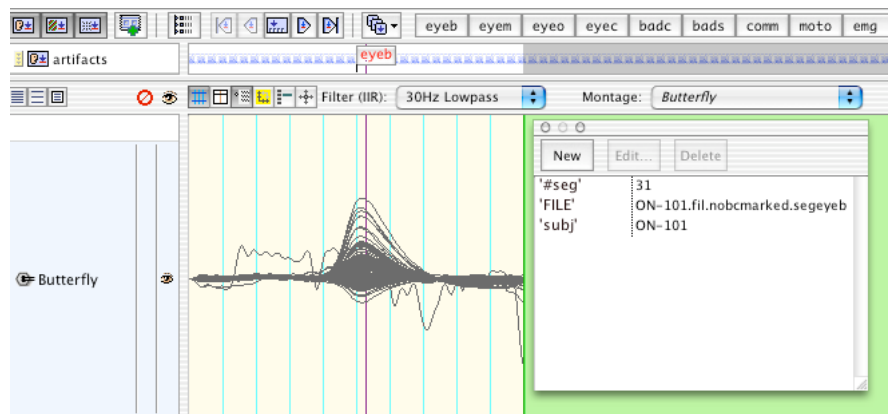 eyeb eyem eyeo eyec badc bads comm moto emg
artifacts
eyeb
Filter (IIR): 30Hz Lowpass Montage: Butterfly
New Edit... Delete
'#seg' 31
'FILE' ON-101.fil.nobcmarked.segeyeb
'subj' ON-101
Butterfly